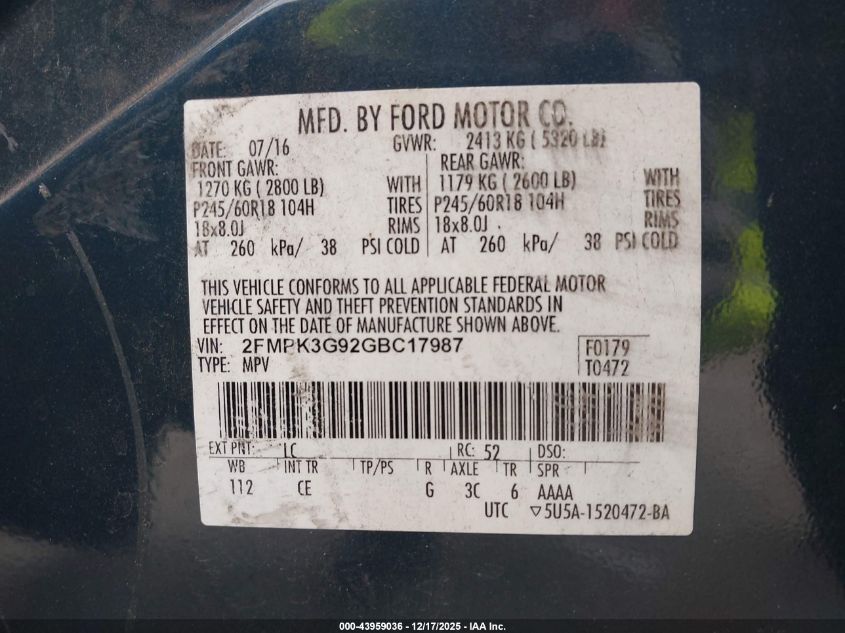 MFD. BY FORD MOTOR CO.
DATE: 07/16 GVWR: 2413 KG ( 5320 LB)
FRONT GAWR: REAR GAWR:
1270 KG ( 2800 LB) WITH 1179 KG ( 2600 LB) WITH
P245/60R18 104H TIRES P245/60R18 104H TIRES
18x8.0J RIMS 18x8.0J RIMS
AT 260 kPa/ 38 PSI COLD AT 260 kPa/ 38 PSI COLD
THIS VEHICLE CONFORMS TO ALL APPLICABLE FEDERAL MOTOR
VEHICLE SAFETY AND THEFT PREVENTION STANDARDS IN
EFFECT ON THE DATE OF MANUFACTURE SHOWN ABOVE.
VIN: 2FMPK3G92GBC17987 F0179
TYPE: MPV T0472
EXT PNT: LC RC: 52 DSO:
WB INT TR TP/PS R AXLE TR SPR
112 CE G 3C 6 AAAA
UTC ▽5U5A-1520472-BA
000-43959036 - 12/17/2025 - IAA Inc.